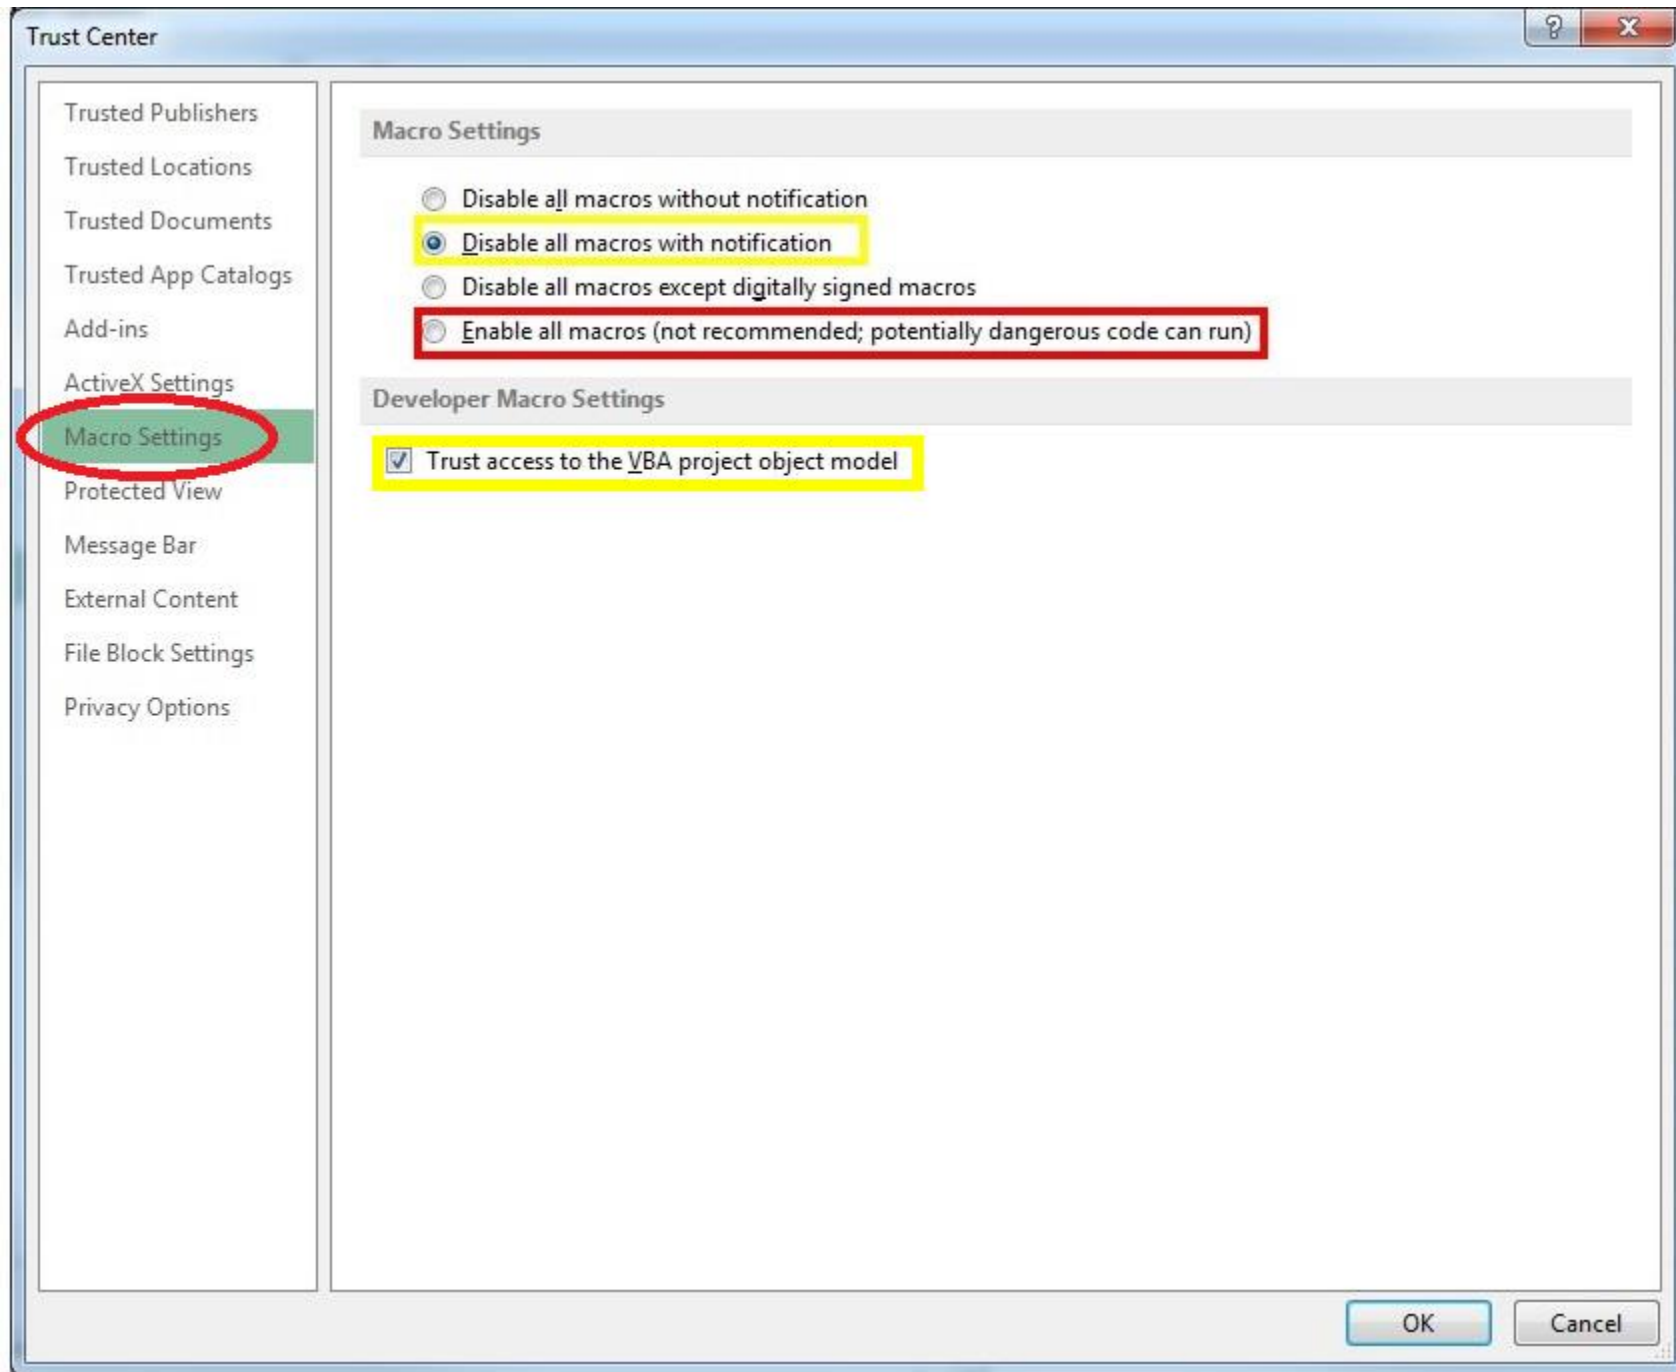 Trust Center
Trusted Publishers
Trusted Locations
Trusted Documents
Trusted App Catalogs
Add-ins
ActiveX Settings
Macro Settings
Protected View
Message Bar
External Content
File Block Settings
Privacy Options
Macro Settings
Disable all macros without notification
Disable all macros with notification
Disable all macros except digitally signed macros
Enable all macros (not recommended; potentially dangerous code can run)
Developer Macro Settings
Trust access to the VBA project object model
OK
Cancel